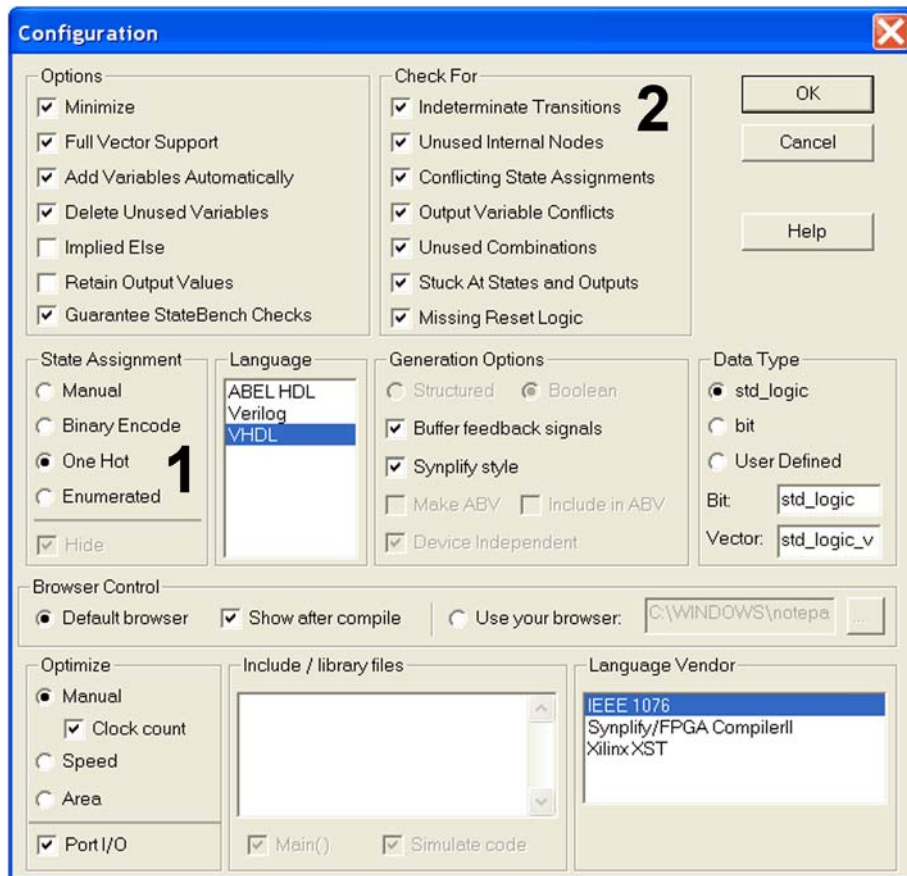 Configuration
Options
Minimize
Full Vector Support
Add Variables Automatically
Delete Unused Variables
Implied Else
Retain Output Values
Guarantee StateBench Checks
Check For
Indeterminate Transitions
2
Unused Internal Nodes
Conflicting State Assignments
Output Variable Conflicts
Unused Combinations
Stuck At States and Outputs
Missing Reset Logic
OK
Cancel
Help
State Assignment
Manual
Binary Encode
One Hot
1
Enumerated
Hide
Language
ABEL HDL
Verilog
VHDL
Generation Options
Structured Boolean
Buffer feedback signals
Synplify style
Make ABV Include in ABV
Device Independent
Data Type
std_logic
bit
User Defined
Bit: std_logic
Vector: std_logic_v
Browser Control
Default browser Show after compile Use your browser: C:\WINDOWS\notepa ...
Optimize
Manual
Clock count
Speed
Area
Port I/O
Include / library files
Main() Simulate code
Language Vendor
IEEE 1076
Synplify/FPGA CompilerII
Xilinx XST